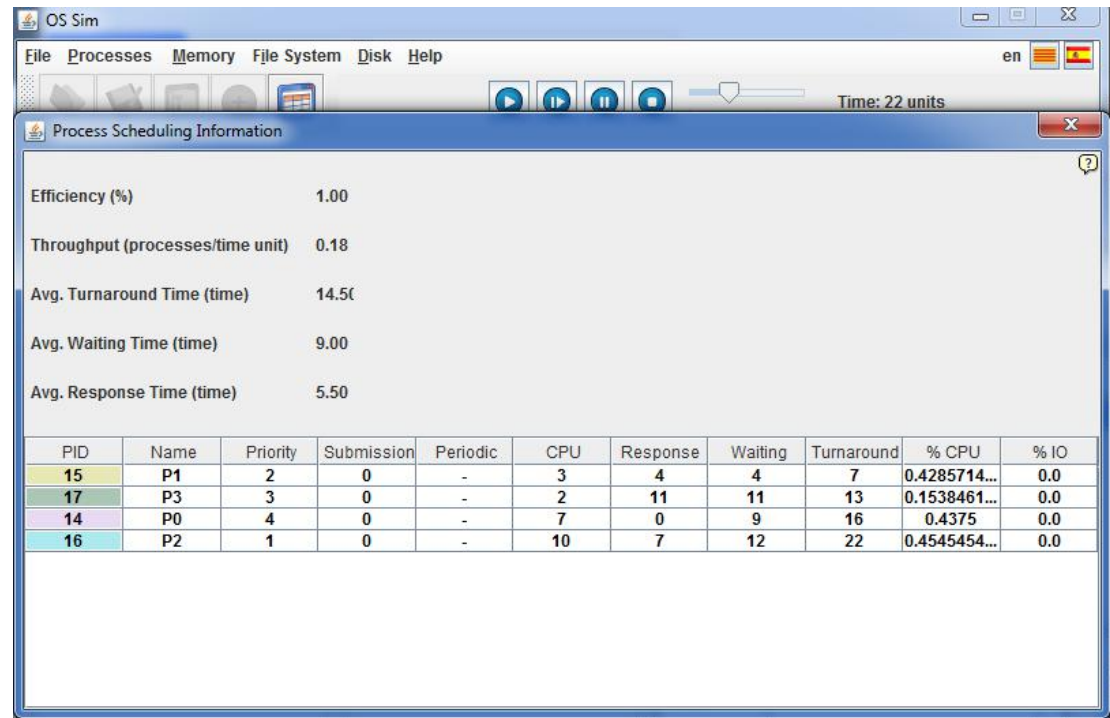 OS Sim
File Processes Memory File System Disk Help en
Time: 22 units
Process Scheduling Information
?
Efficiency (%) 1.00
Throughput (processes/time unit) 0.18
Avg. Turnaround Time (time) 14.50
Avg. Waiting Time (time) 9.00
Avg. Response Time (time) 5.50
PID Name Priority Submission Periodic CPU Response Waiting Turnaround % CPU % IO
15 P1 2 0 - 3 4 4 7 0.4285714... 0.0
17 P3 3 0 - 2 11 11 13 0.1538461... 0.0
14 P0 4 0 - 7 0 9 16 0.4375 0.0
16 P2 1 0 - 10 7 12 22 0.4545454... 0.0